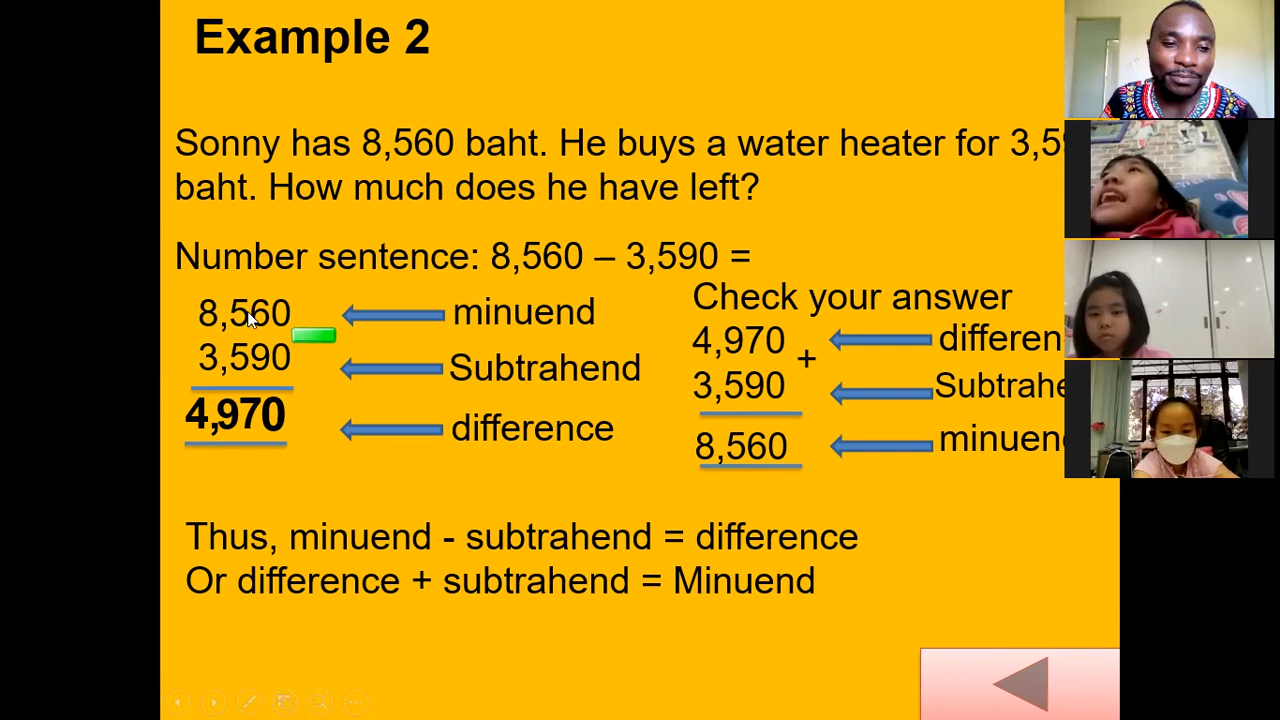 Example 2
Sonny has 8,560 baht. He buys a water heater for
baht. How much does he have left?
Number sentence: 8,560 – 3,590 =
8,560 minuend
3,590 Subtrahend
4,970 difference
Check your answer
4,970 +
3,590
8,560
Thus, minuend - subtrahend = difference
Or difference + subtrahend = Minuend